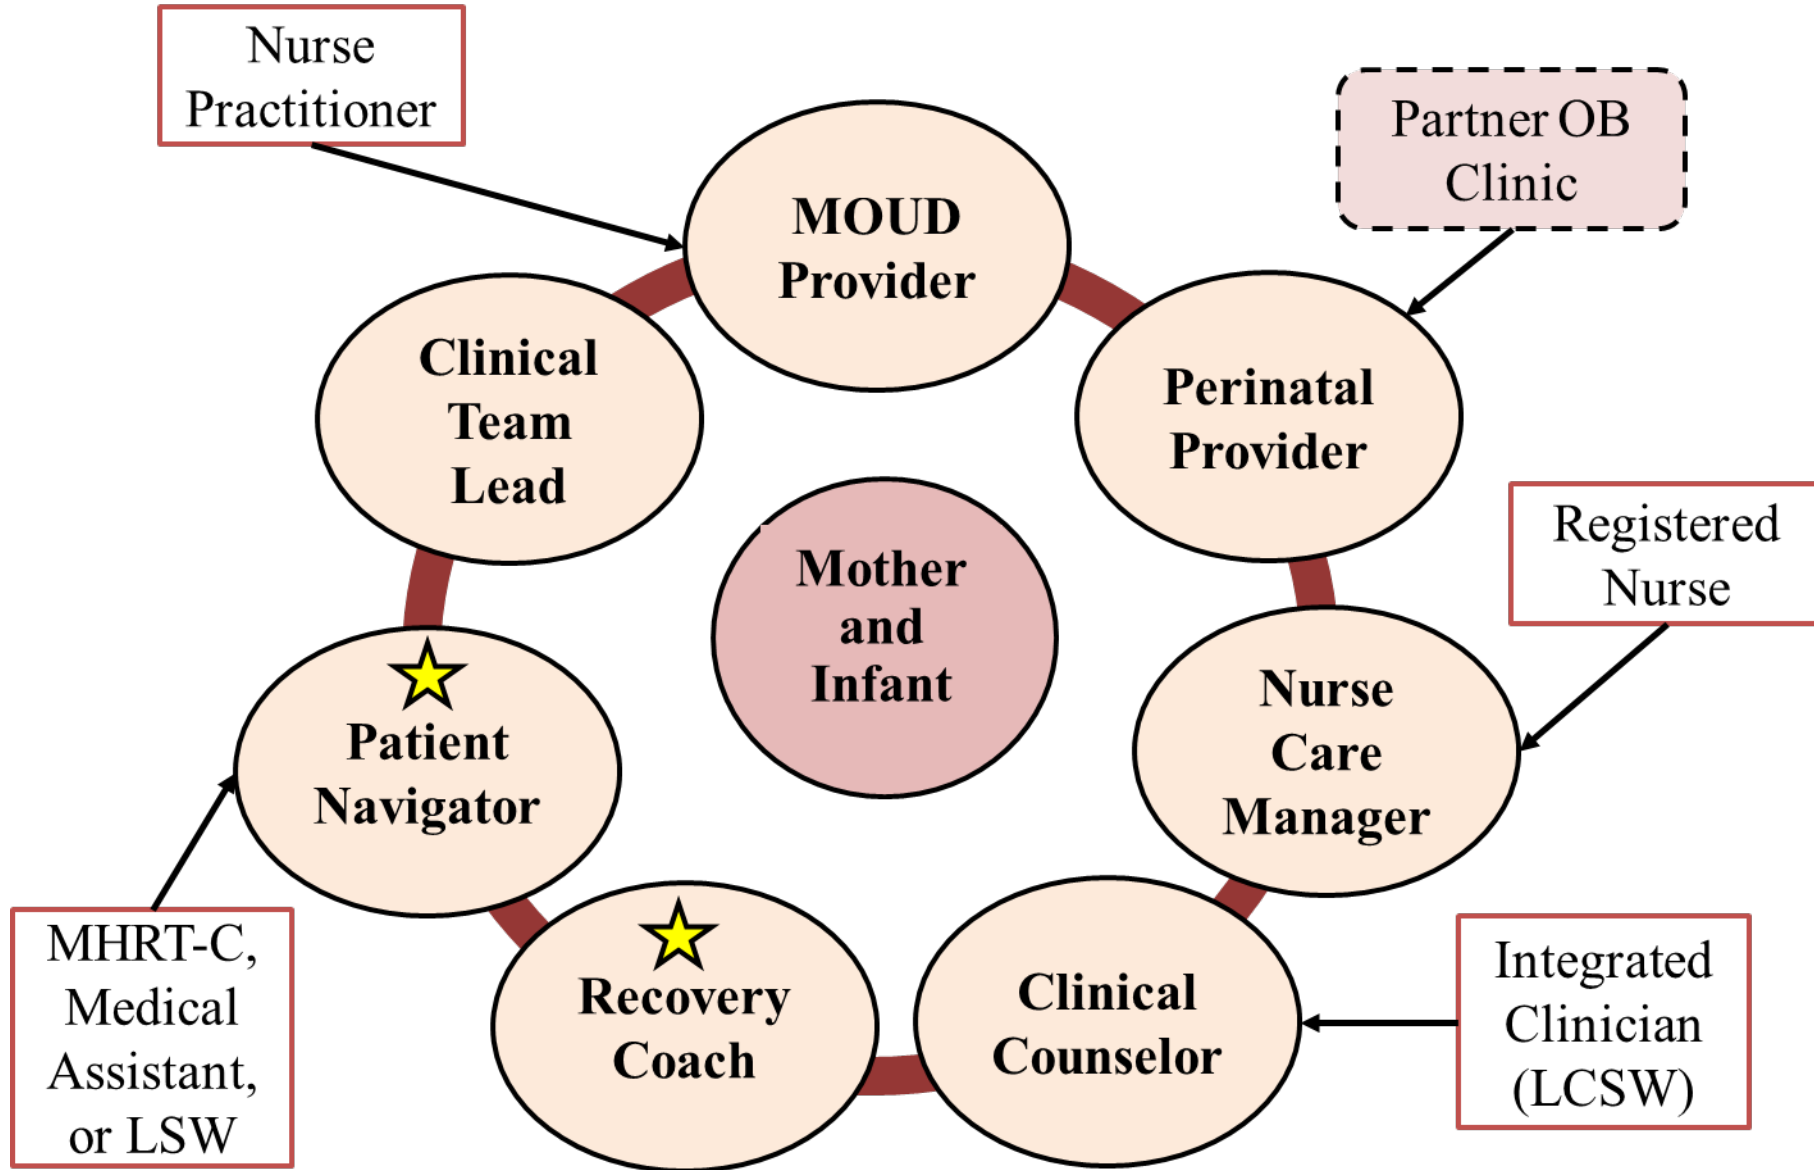 Nurse
Practitioner
Partner OB
Clinic
MOUD
Provider
Clinical
Team
Lead
Perinatal
Provider
Registered
Nurse
Mother
and
Infant
Nurse
Care
Manager
Patient
Navigator
MHRT-C,
Medical
Assistant,
or LSW
Recovery
Coach
Clinical
Counselor
Integrated
Clinician
(LCSW)